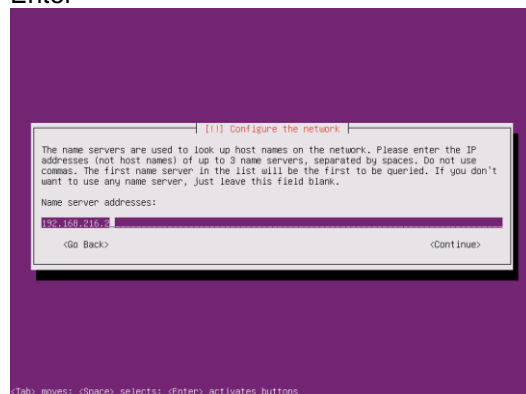 Enter
[!!] Configure the network
The name servers are used to look up host names on the network. Please enter the IP
addresses (not host names) of up to 3 name servers, separated by spaces. Do not use
commas. The first name server in the list will be the first to be queried. If you don't
want to use any name server, just leave this field blank.
Name server addresses:
192.168.216.2
<Go Back> <Continue>
<Tab> moves; <Space> selects; <Enter> activates buttons